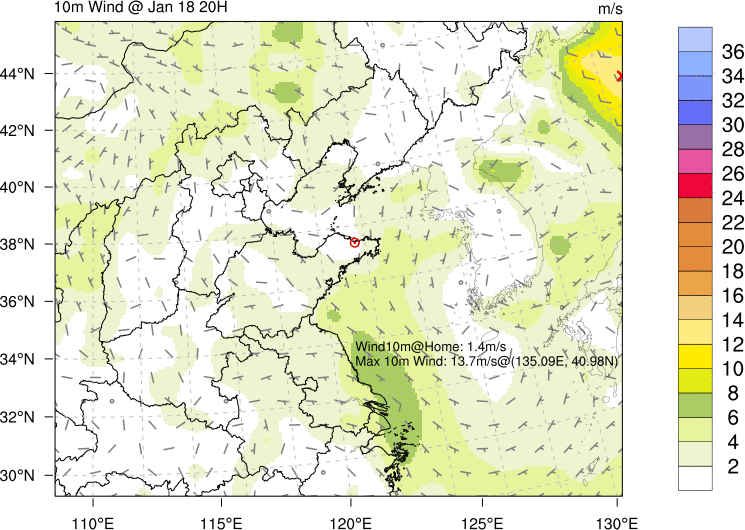 10m Wind @ Jan 18 20H
m/s
44°N
42°N
40°N
38°N
36°N
34°N
32°N
30°N
Wind10m@Home: 1.4m/s
Max 10m Wind: 13.7m/s@(135.09E, 40.98N)
110°E
115°E
120°E
125°E
130°E
36
34
32
30
28
26
24
22
20
18
16
14
12
10
8
6
4
2